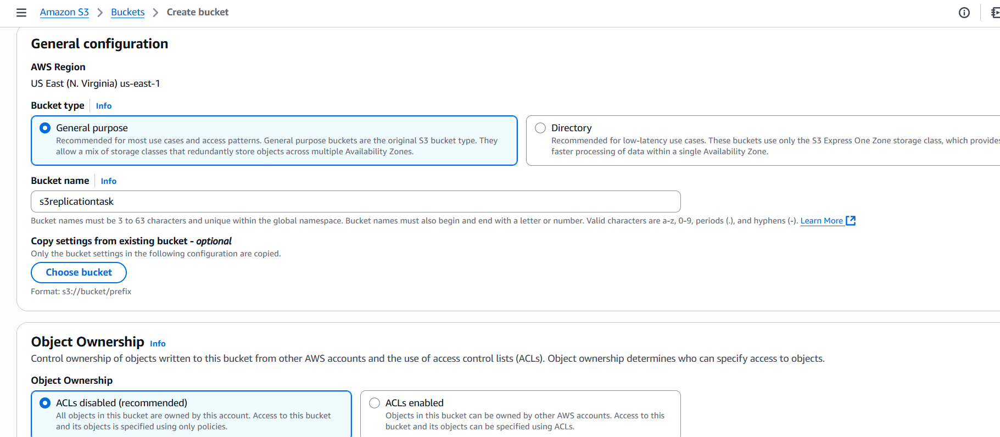 Amazon S3 > Buckets > Create bucket
General configuration
AWS Region
US East (N. Virginia) us-east-1
Bucket type Info
General purpose
Recommended for most use cases and access patterns. General purpose buckets are the original S3 bucket type. They
allow a mix of storage classes that redundantly store objects across multiple Availability Zones.
Directory
Recommended for low-latency use cases. These buckets use only the S3 Express One Zone storage class, which provides
faster processing of data within a single Availability Zone.
Bucket name Info
s3replicationtask
Bucket names must be 3 to 63 characters and unique within the global namespace. Bucket names must also begin and end with a letter or number. Valid characters are a-z, 0-9, periods (.), and hyphens (-). Learn More
Copy settings from existing bucket - optional
Only the bucket settings in the following configuration are copied.
Choose bucket
Format: s3://bucket/prefix
Object Ownership Info
Control ownership of objects written to this bucket from other AWS accounts and the use of access control lists (ACLs). Object ownership determines who can specify access to objects.
Object Ownership
ACLs disabled (recommended)
All objects in this bucket are owned by this account. Access to this bucket
and its objects is specified using only policies.
ACLs enabled
Objects in this bucket can be owned by other AWS accounts. Access to this
bucket and its objects can be specified using ACLs.